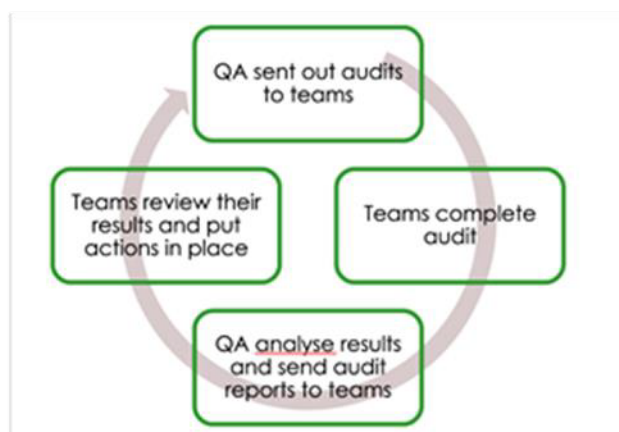 QA sent out audits
to teams
Teams complete
audit
QA analyse results
and send audit
reports to teams
Teams review their
results and put
actions in place